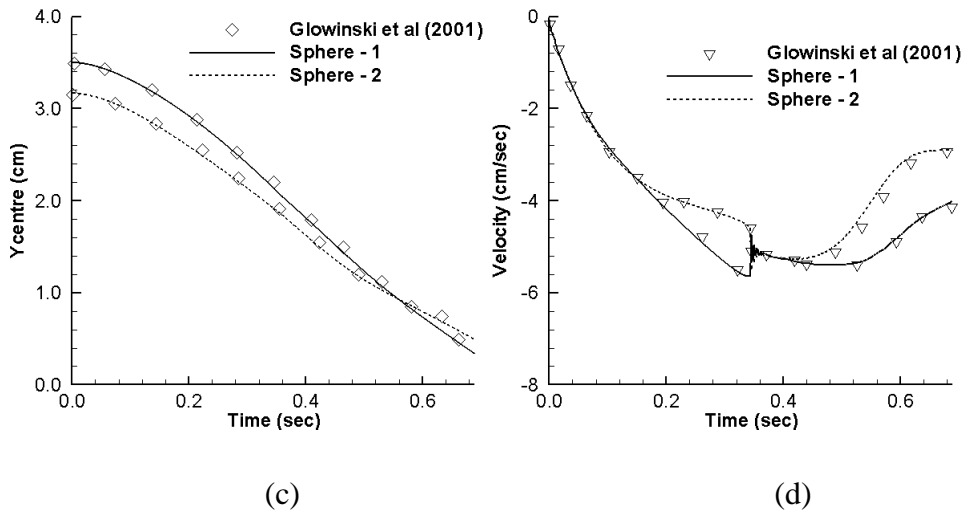 4.0
3.0
2.0
1.0
0.0
Ycentre (cm)
Glowinski et al (2001)
Sphere - 1
Sphere - 2
0.0 0.2 0.4 0.6
Time (sec)
(c)
0
-2
-4
-6
-8
Velocity (cm/sec)
Glowinski et al (2001)
Sphere - 1
Sphere - 2
0.0 0.2 0.4 0.6
Time (sec)
(d)